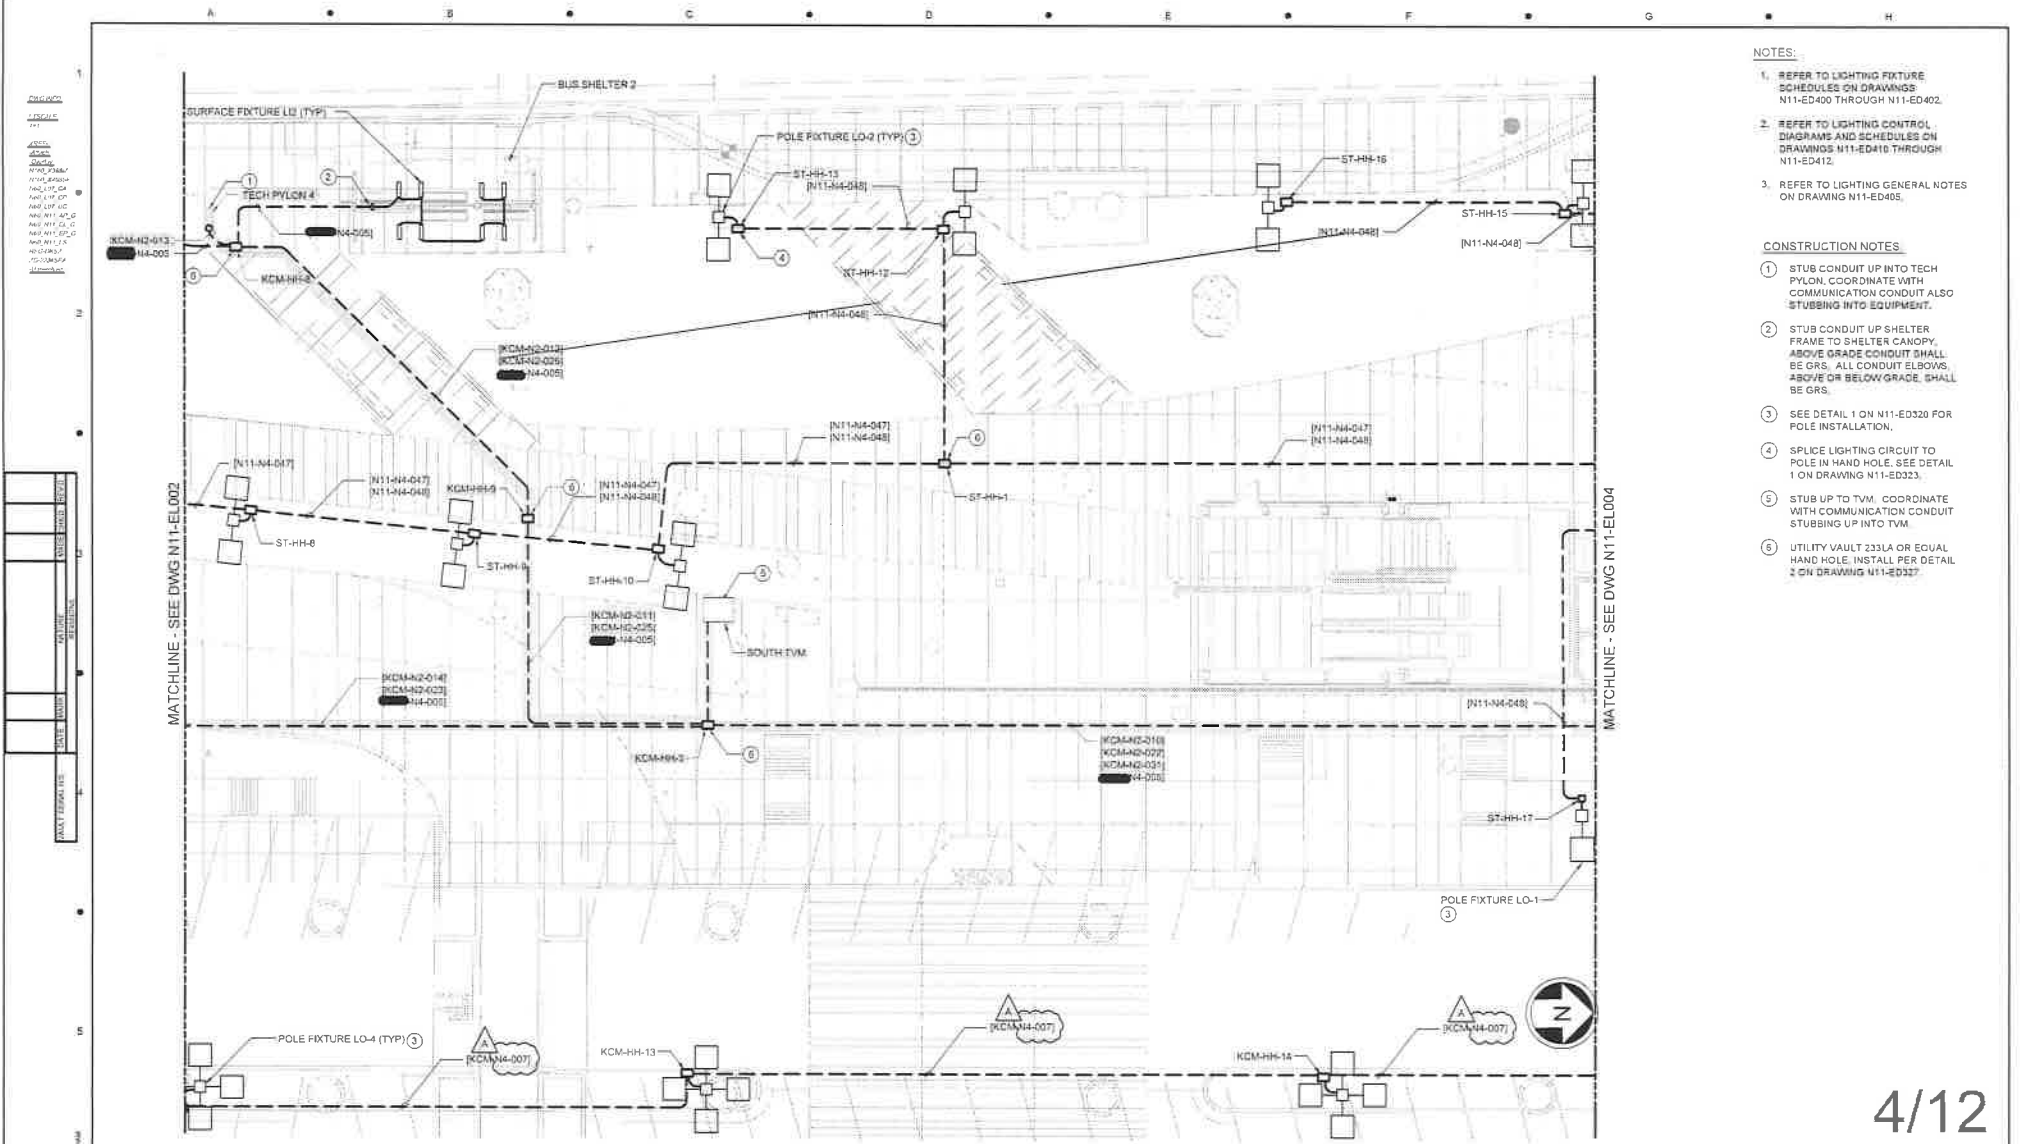 A B C D E F G H
1
2
3
4
5
BUS SHELTER 2
SURFACE FIXTURE LI2 (TYP)
POLE FIXTURE LO-2 (TYP) 3
1
2
TECH PYLON 4
N4-005]
[KCM-N2-013]
N4-005
6
KCM-HH-8
ST-HH-13
[N11-N4-048]
4
ST-HH-12
[N11-N4-048]
ST-HH-16
ST-HH-15
[N11-N4-048]
[N11-N4-048]
[KCM-N2-012]
[KCM-N2-026]
N4-005]
[N11-N4-047]
[N11-N4-048]
6
[N11-N4-047]
[N11-N4-048]
[N11-N4-047]
[N11-N4-047]
[N11-N4-048]
KCM-HH-9
6
[N11-N4-047]
[N11-N4-048]
ST-HH-1
ST-HH-8
ST-HH-9
ST-HH-10
5
[KCM-N2-011]
[KCM-N2-025]
N4-005]
SOUTH TVM
[KCM-N2-014]
[KCM-N2-023]
N4-005]
KCM-HH-3
6
[KCM-N2-010]
[KCM-N2-022]
[KCM-N2-031]
N4-005]
[N11-N4-048]
ST-HH-17
POLE FIXTURE LO-1
3
MATCHLINE - SEE DWG N11-EL002
MATCHLINE - SEE DWG N11-EL004
POLE FIXTURE LO-4 (TYP) 3
A
[KCM-N4-007]
KCM-HH-13
A
[KCM-N4-007]
KCM-HH-14
A
[KCM-N4-007]
N
NOTES:
1. REFER TO LIGHTING FIXTURE
SCHEDULES ON DRAWINGS
N11-ED400 THROUGH N11-ED402.
2. REFER TO LIGHTING CONTROL
DIAGRAMS AND SCHEDULES ON
DRAWINGS N11-ED410 THROUGH
N11-ED412.
3. REFER TO LIGHTING GENERAL NOTES
ON DRAWING N11-ED405.
CONSTRUCTION NOTES
1 STUB CONDUIT UP INTO TECH
PYLON. COORDINATE WITH
COMMUNICATION CONDUIT ALSO
STUBBING INTO EQUIPMENT.
2 STUB CONDUIT UP SHELTER
FRAME TO SHELTER CANOPY.
ABOVE GRADE CONDUIT SHALL
BE GRS. ALL CONDUIT ELBOWS,
ABOVE OR BELOW GRADE, SHALL
BE GRS.
3 SEE DETAIL 1 ON N11-ED320 FOR
POLE INSTALLATION.
4 SPLICE LIGHTING CIRCUIT TO
POLE IN HAND HOLE. SEE DETAIL
1 ON DRAWING N11-ED323.
5 STUB UP TO TVM. COORDINATE
WITH COMMUNICATION CONDUIT
STUBBING UP INTO TVM
6 UTILITY VAULT 233LA OR EQUAL
HAND HOLE. INSTALL PER DETAIL
2 ON DRAWING N11-ED327.
4/12